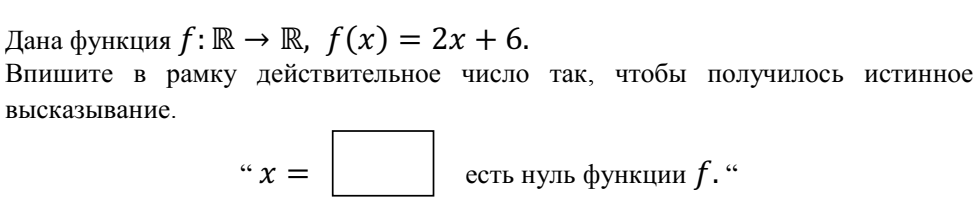 Дана функция f: ℝ → ℝ, f(x) = 2x + 6.
Впишите в рамку действительное число так, чтобы получилось истинное
высказывание.
“ x = есть нуль функции f. “